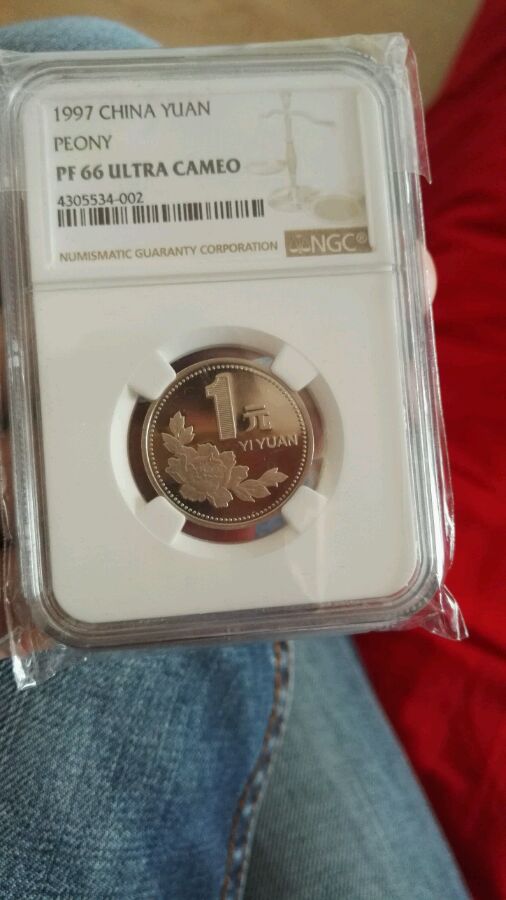 1997 CHINA YUAN
PEONY
PF 66 ULTRA CAMEO
4305534-002
NUMISMATIC GUARANTY CORPORATION
NGC®
1元
YI YUAN